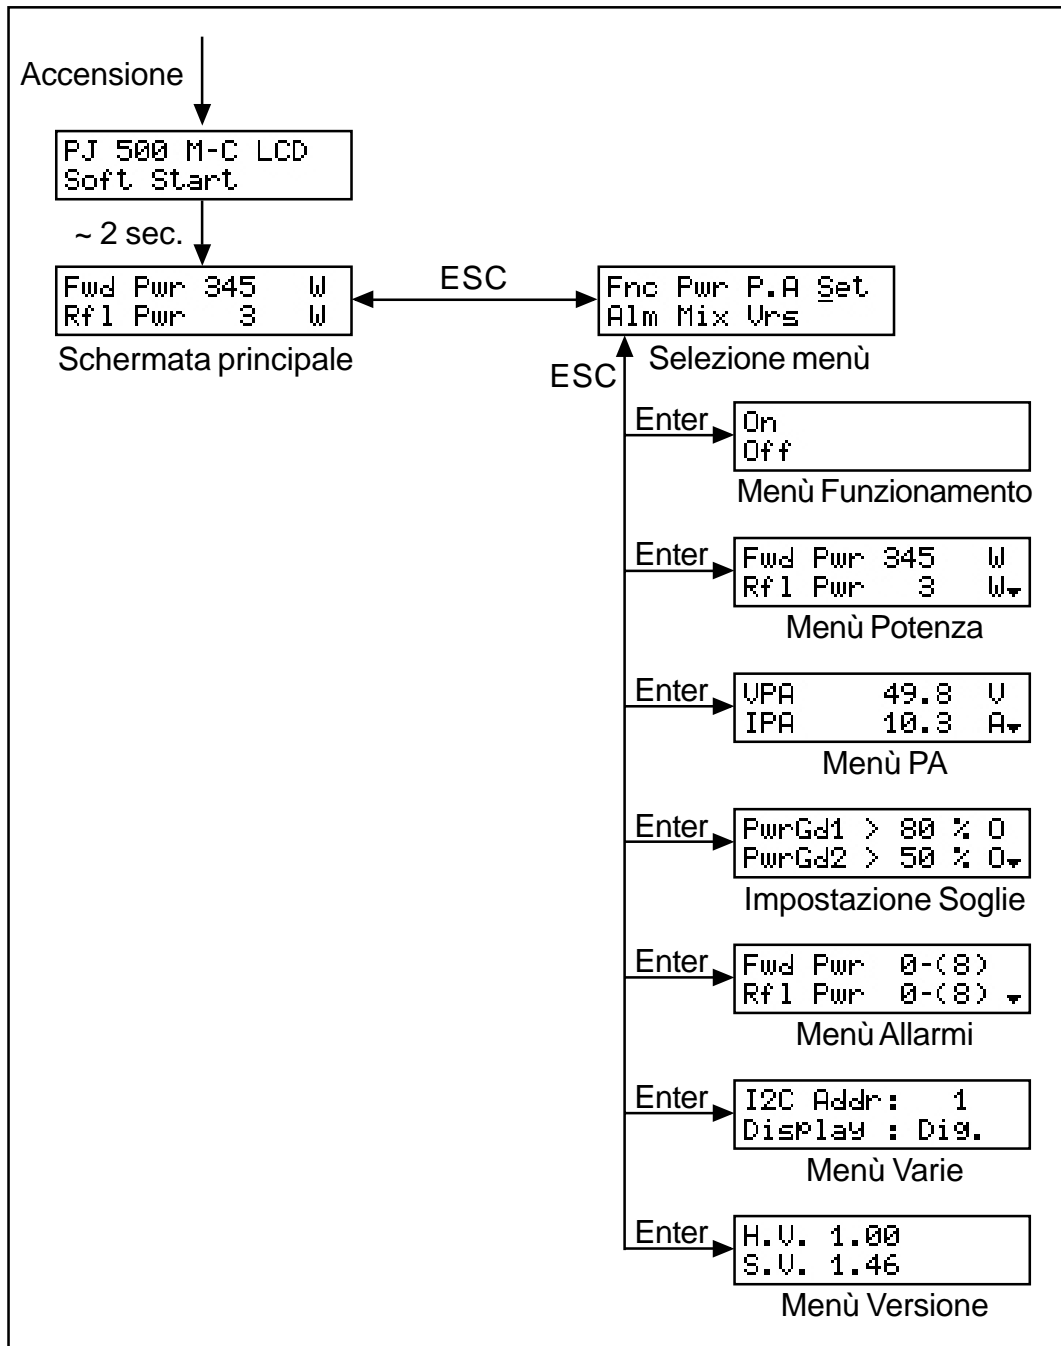 Accensione
PJ 500 M-C LCD
Soft Start
~ 2 sec.
Fwd Pwr 345 W
Rfl Pwr 3 W
Schermata principale
ESC
Fnc Pwr P.A Set
Alm Mix Vrs
Selezione menù
ESC
Enter
On
Off
Menù Funzionamento
Enter
Fwd Pwr 345 W
Rfl Pwr 3 W
Menù Potenza
Enter
VPA 49.8 V
IPA 10.3 A
Menù PA
Enter
PwrGd1 > 80 % O
PwrGd2 > 50 % O
Impostazione Soglie
Enter
Fwd Pwr 0-(8)
Rfl Pwr 0-(8)
Menù Allarmi
Enter
I2C Addr: 1
Display : Dig.
Menù Varie
Enter
H.V. 1.00
S.V. 1.46
Menù Versione